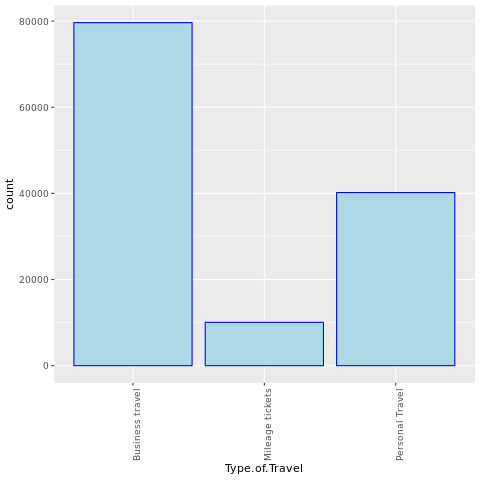 80000
60000
40000
20000
0
count
Business travel
Mileage tickets
Personal Travel
Type.of.Travel